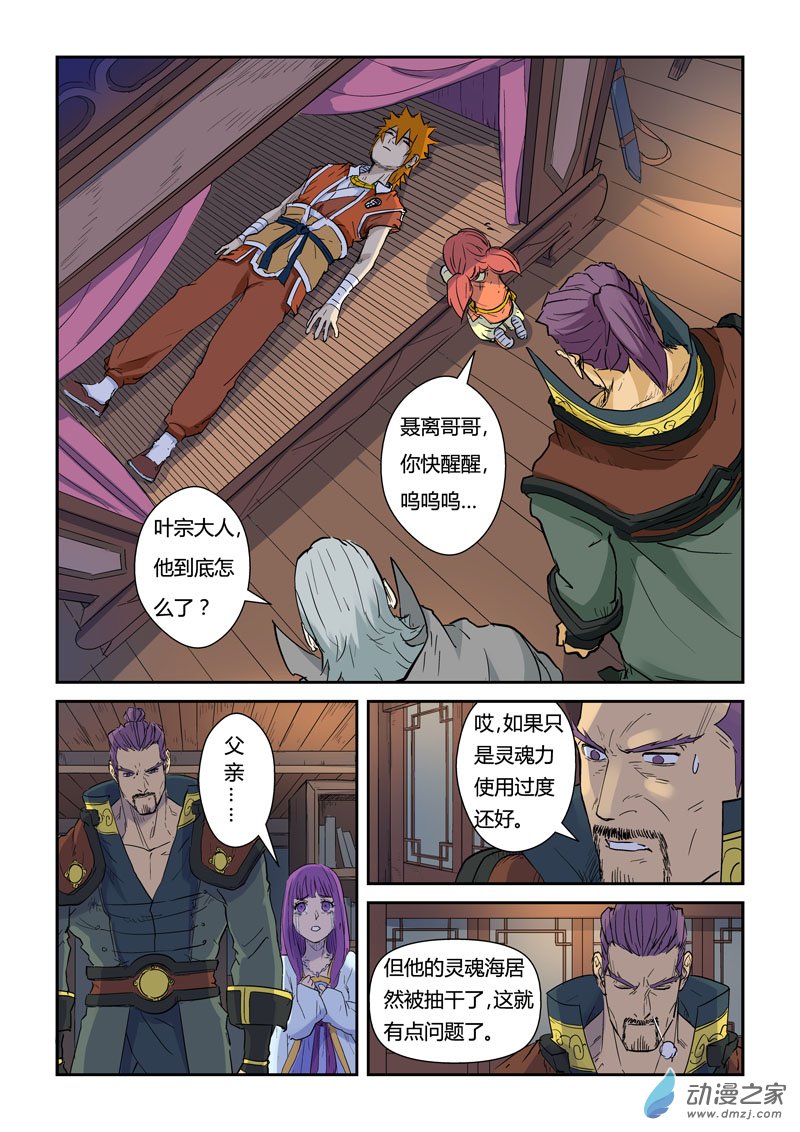 聂离哥哥，
你快醒醒，
呜呜呜…
叶宗大人，
他到底怎
么了？
父
亲
……
哎，如果只
是灵魂力
使用过度
还好。
但他的灵魂海居
然被抽干了，这就
有点问题了。
动漫之家
www.dmzj.com